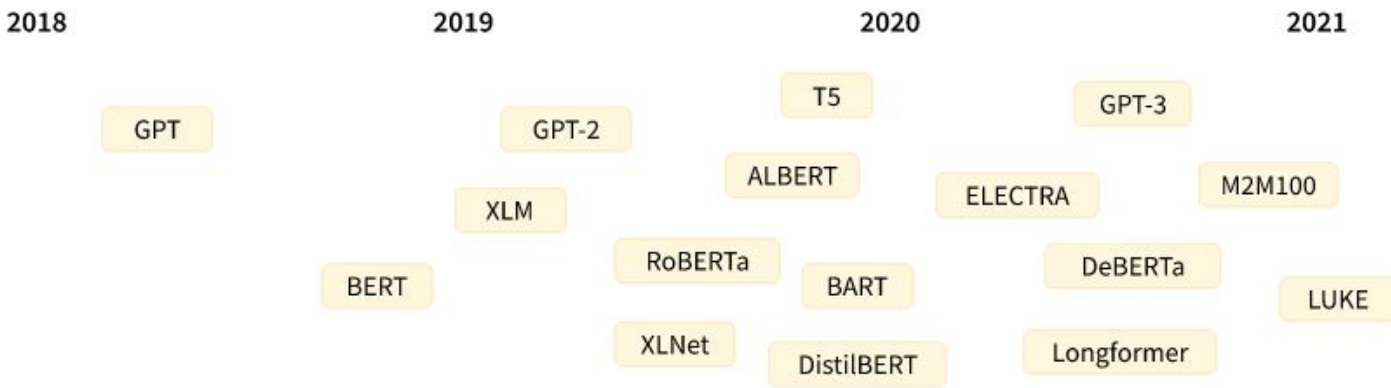 2018 2019 2020 2021
T5
GPT-3
GPT
GPT-2
ALBERT
M2M100
ELECTRA
XLM
RoBERTa
DeBERTa
BERT
BART
LUKE
XLNet
Longformer
DistilBERT